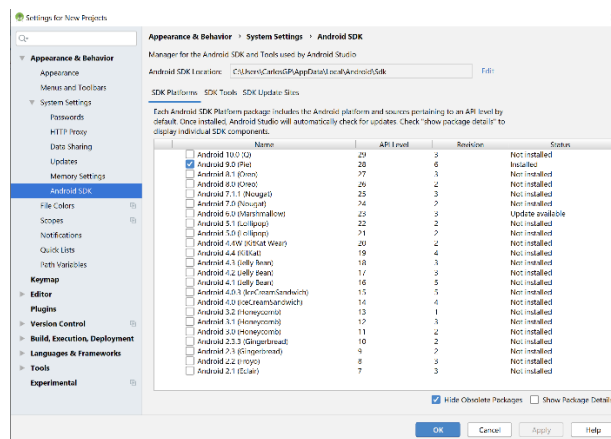 Settings for New Projects
Appearance & Behavior > System Settings > Android SDK
Appearance & Behavior
Appearance
Menus and Toolbars
System Settings
Passwords
HTTP Proxy
Data Sharing
Updates
Memory Settings
Android SDK
File Colors
Scopes
Notifications
Quick Lists
Path Variables
Keymap
Editor
Plugins
Version Control
Build, Execution, Deployment
Languages & Frameworks
Tools
Experimental
Manager for the Android SDK and Tools used by Android Studio
Android SDK Location: C:\Users\CarlosGP\AppData\Local\Android\Sdk Edit
SDK Platforms SDK Tools SDK Update Sites
Each Android SDK Platform package includes the Android platform and sources pertaining to an API level by
default. Once installed, Android Studio will automatically check for updates. Check "show package details" to
display individual SDK components.
Name API Level Revision Status
Android 10.0 (Q) 29 3 Not installed
Android 9.0 (Pie) 28 6 Installed
Android 8.1 (Oreo) 27 3 Not installed
Android 8.0 (Oreo) 26 2 Not installed
Android 7.1.1 (Nougat) 25 3 Not installed
Android 7.0 (Nougat) 24 2 Not installed
Android 6.0 (Marshmallow) 23 3 Update available
Android 5.1 (Lollipop) 22 2 Not installed
Android 5.0 (Lollipop) 21 2 Not installed
Android 4.4W (KitKat Wear) 20 2 Not installed
Android 4.4 (KitKat) 19 4 Not installed
Android 4.3 (Jelly Bean) 18 3 Not installed
Android 4.2 (Jelly Bean) 17 3 Not installed
Android 4.1 (Jelly Bean) 16 5 Not installed
Android 4.0.3 (IceCreamSandwich) 15 5 Not installed
Android 4.0 (IceCreamSandwich) 14 4 Not installed
Android 3.2 (Honeycomb) 13 1 Not installed
Android 3.1 (Honeycomb) 12 3 Not installed
Android 3.0 (Honeycomb) 11 2 Not installed
Android 2.3.3 (Gingerbread) 10 2 Not installed
Android 2.3 (Gingerbread) 9 2 Not installed
Android 2.2 (Froyo) 8 3 Not installed
Android 2.1 (Eclair) 7 3 Not installed
Hide Obsolete Packages Show Package Detail
OK Cancel Apply Help